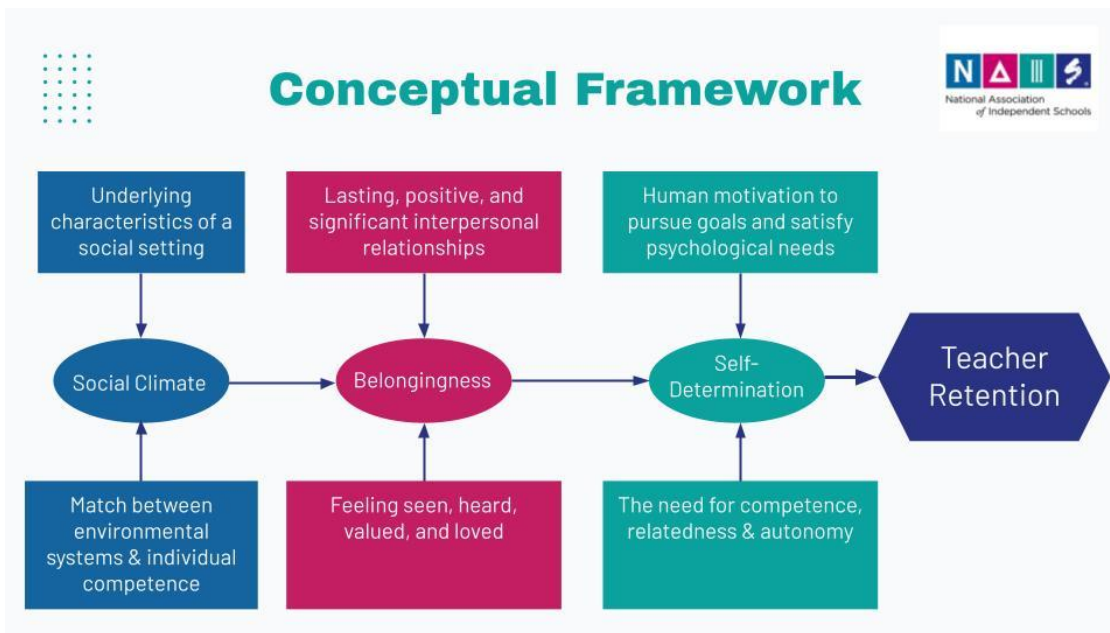 Conceptual Framework
NAIS
National Association
of Independent Schools
Underlying
characteristics of a
social setting
Lasting, positive, and
significant interpersonal
relationships
Human motivation to
pursue goals and satisfy
psychological needs
Social Climate
Belongingness
Self-
Determination
Teacher
Retention
Match between
environmental
systems & individual
competence
Feeling seen, heard,
valued, and loved
The need for competence,
relatedness & autonomy